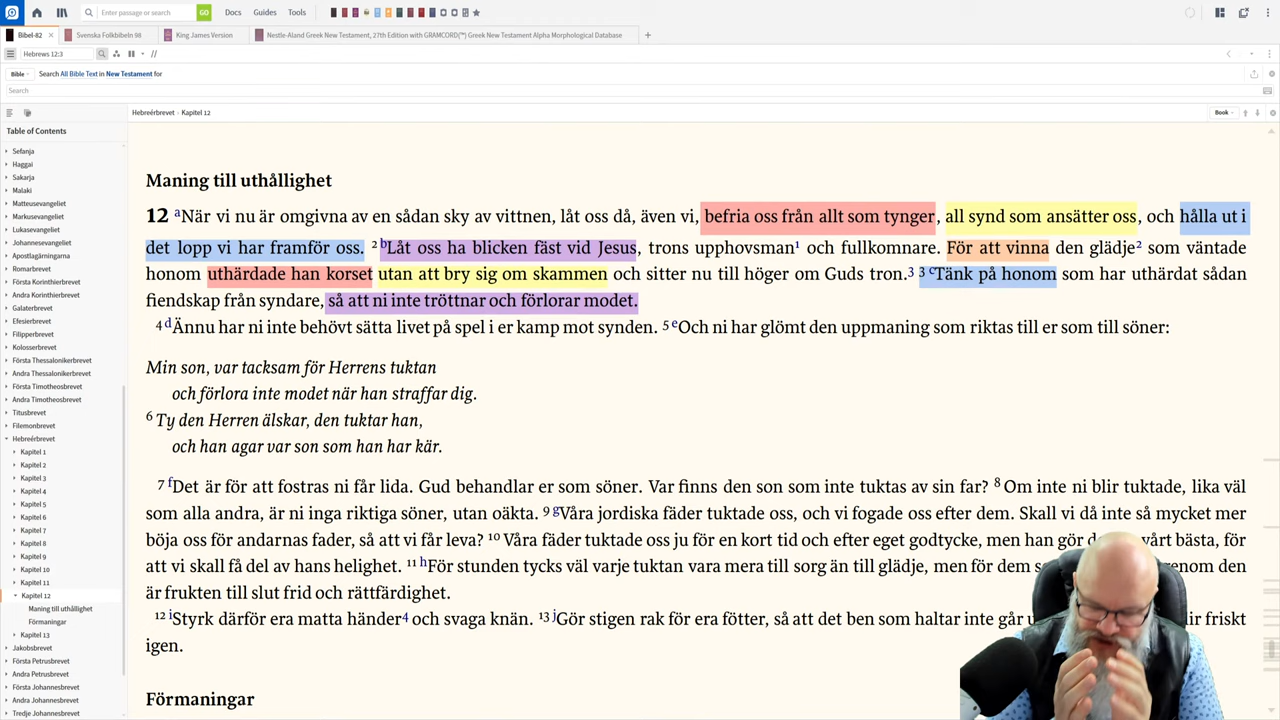 Enter passage or search
GO
Docs
Guides
Tools
Bibel-82
Svenska Folkbibeln 98
King James Version
Nestle-Aland Greek New Testament, 27th Edition with GRAMCORD(™) Greek New Testament Alpha Morphological Database
Hebrews 12:3
Bible
Search All Bible Text in New Testament for
Search
Hebreérbrevet › Kapitel 12
Book
Table of Contents
Sefanja
Haggai
Sakarja
Malaki
Matteusevangeliet
Markusevangeliet
Lukasevangeliet
Johannesevangeliet
Apostlagärningarna
Romarbrevet
Första Korinthierbrevet
Andra Korinthierbrevet
Galaterbrevet
Efesierbrevet
Filipperbrevet
Kolosserbrevet
Första Thessalonikerbrevet
Andra Thessalonikerbrevet
Första Timotheosbrevet
Andra Timotheosbrevet
Titusbrevet
Filemonbrevet
Hebreérbrevet
Kapitel 1
Kapitel 2
Kapitel 3
Kapitel 4
Kapitel 5
Kapitel 6
Kapitel 7
Kapitel 8
Kapitel 9
Kapitel 10
Kapitel 11
Kapitel 12
Maning till uthållighet
Förmaningar
Kapitel 13
Jakobsbrevet
Första Petrusbrevet
Andra Petrusbrevet
Första Johannesbrevet
Andra Johannesbrevet
Tredje Johannesbrevet
Maning till uthållighet
12 aNär vi nu är omgivna av en sådan sky av vittnen, låt oss då, även vi, befria oss från allt som tynger, all synd som ansätter oss, och hålla ut i
det lopp vi har framför oss. 2 bLåt oss ha blicken fäst vid Jesus, trons upphovman1 och fullkomnare. För att vinna den glädje2 som väntade
honom uthärdade han korset utan att bry sig om skammen och sitter nu till höger om Guds tron.3 3 cTänk på honom som har uthärdat sådan
fiendskap från syndare, så att ni inte tröttnar och förlorar modet.
4 dÄnnu har ni inte behövt sätta livet på spel i er kamp mot synden. 5 eOch ni har glömt den uppmaning som riktas till er som till söner:
Min son, var tacksam för Herrens tuktan
och förlora inte modet när han straffar dig.
6 Ty den Herren älskar, den tuktar han,
och han agar var son som han har kär.
7 fDet är för att fostras ni får lida. Gud behandlar er som söner. Var finns den son som inte tuktas av sin far? 8 Om inte ni blir tuktade, lika väl
som alla andra, är ni inga riktiga söner, utan oäkta. 9 gVåra jordiska fäder tuktade oss, och vi fogade oss efter dem. Skall vi då inte så mycket mer
böja oss för andarnas fader, så att vi får leva? 10 Våra fäder tuktade oss ju för en kort tid och efter eget godtycke, men han gör vårt bästa, för
att vi skall få del av hans helighet. 11 hFör stunden tycks väl varje tuktan vara mera till sorg än till glädje, men för dem den
är frukten till slut frid och rättfärdighet.
12 iStyrk därför era matta händer4 och svaga knän. 13 jGör stigen rak för era fötter, så att det ben som haltar inte går friskt
igen.
Förmaningar